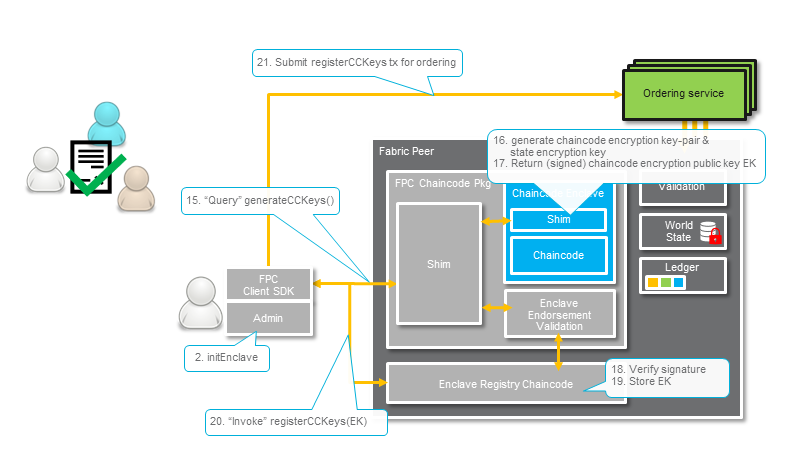 21. Submit registerCCKeys tx for ordering
Ordering service
Fabric Peer
16. generate chaincode encryption key-pair &
state encryption key
17. Return (signed) chaincode encryption public key EK
FPC Chaincode Pkg
Chaincode Enclave
Validation
15. “Query” generateCCKeys()
Shim
World
State
Shim
Chaincode
Ledger
FPC
Client SDK
Admin
Enclave
Endorsement
Validation
2. initEnclave
18. Verify signature
19. Store EK
Enclave Registry Chaincode
20. “Invoke” registerCCKeys(EK)